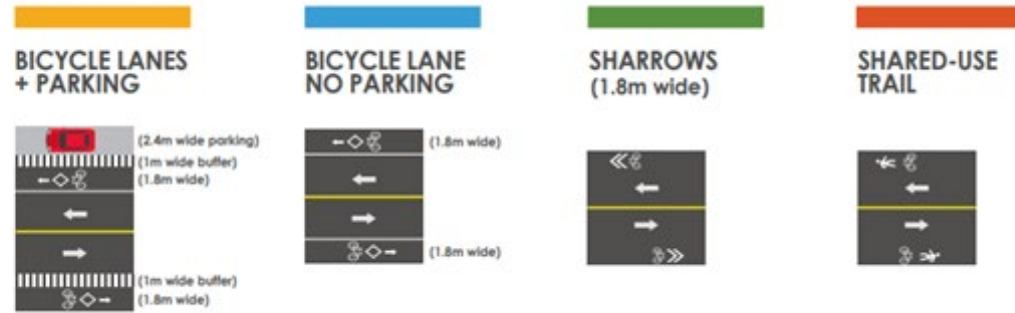 BICYCLE LANES
+ PARKING
(2.4m wide parking)
(1m wide buffer)
(1.8m wide)
(1m wide buffer)
(1.8m wide)
BICYCLE LANE
NO PARKING
(1.8m wide)
(1.8m wide)
SHARROWS
(1.8m wide)
SHARED-USE
TRAIL